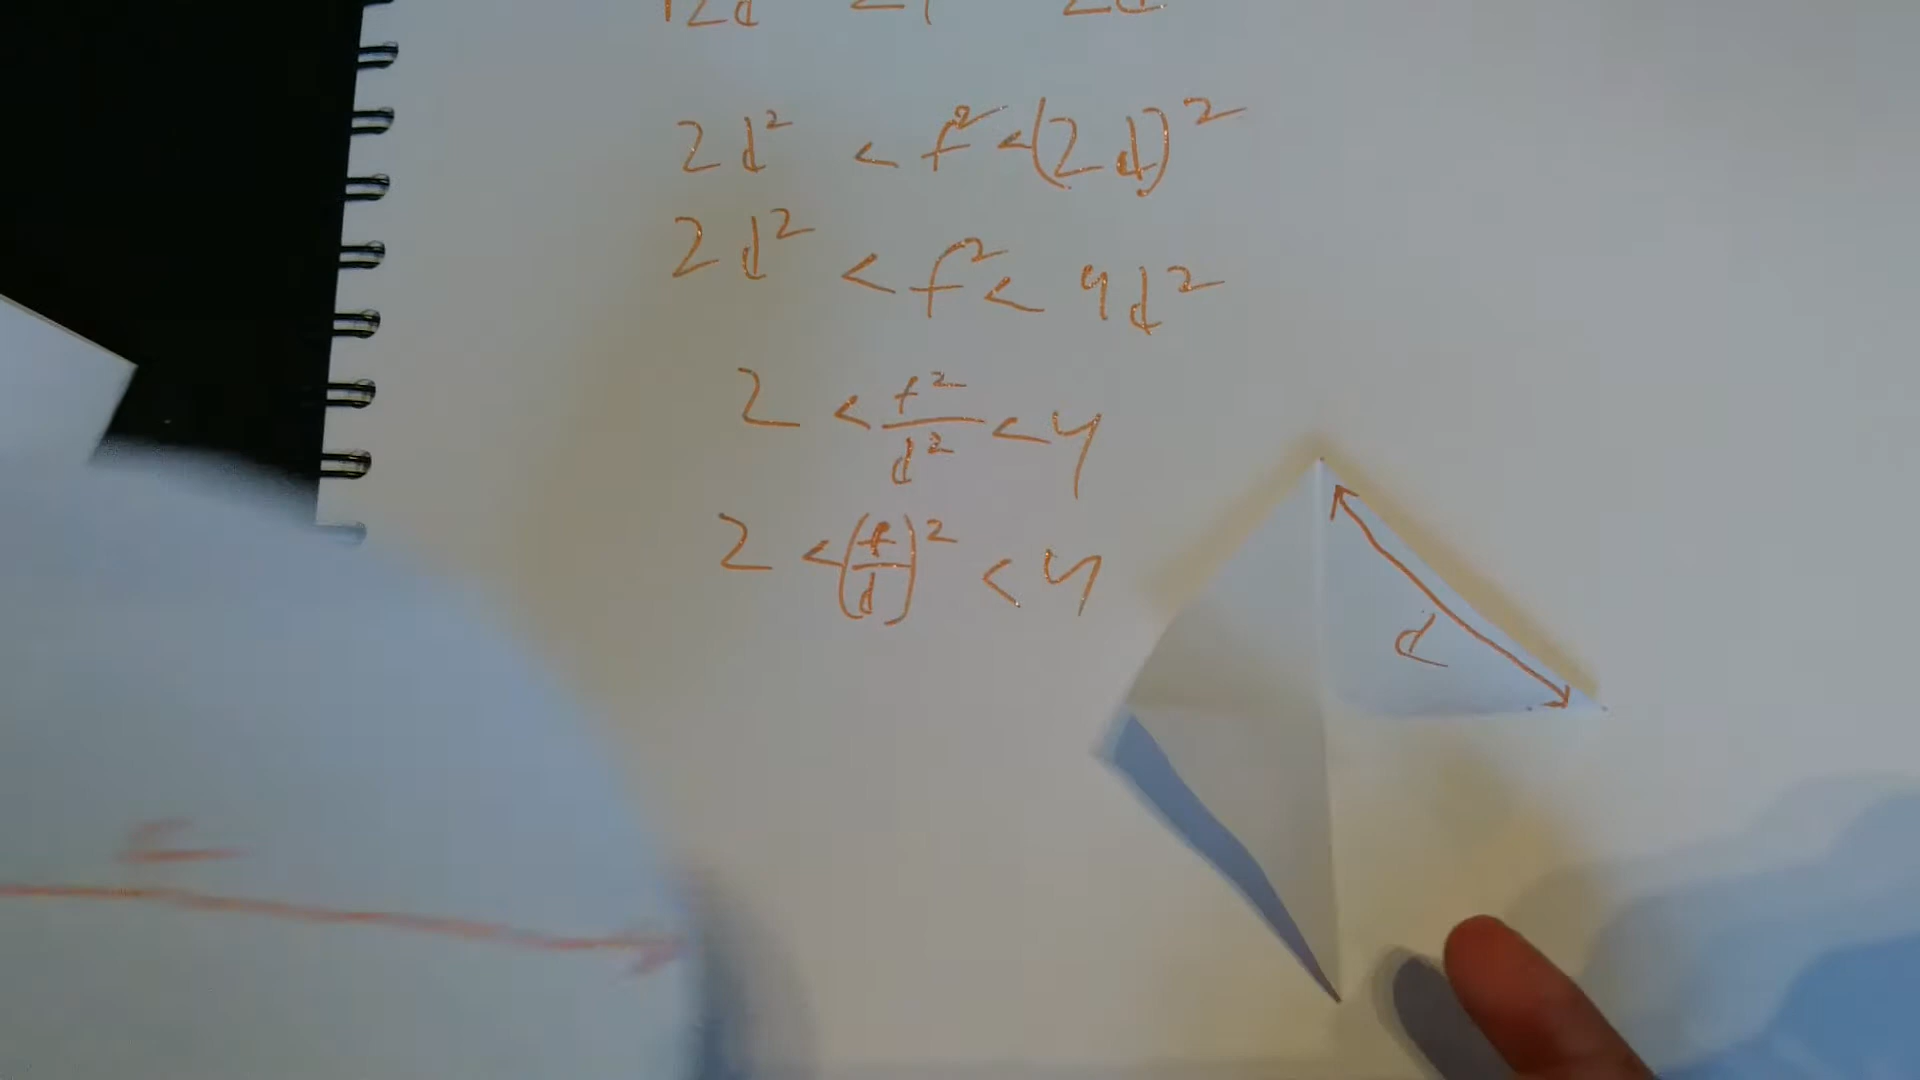 2d² < f² < (2d)²
2d² < f² < 4d²
2 < f²/d² < 4
2 < (f/d)² < 4
d